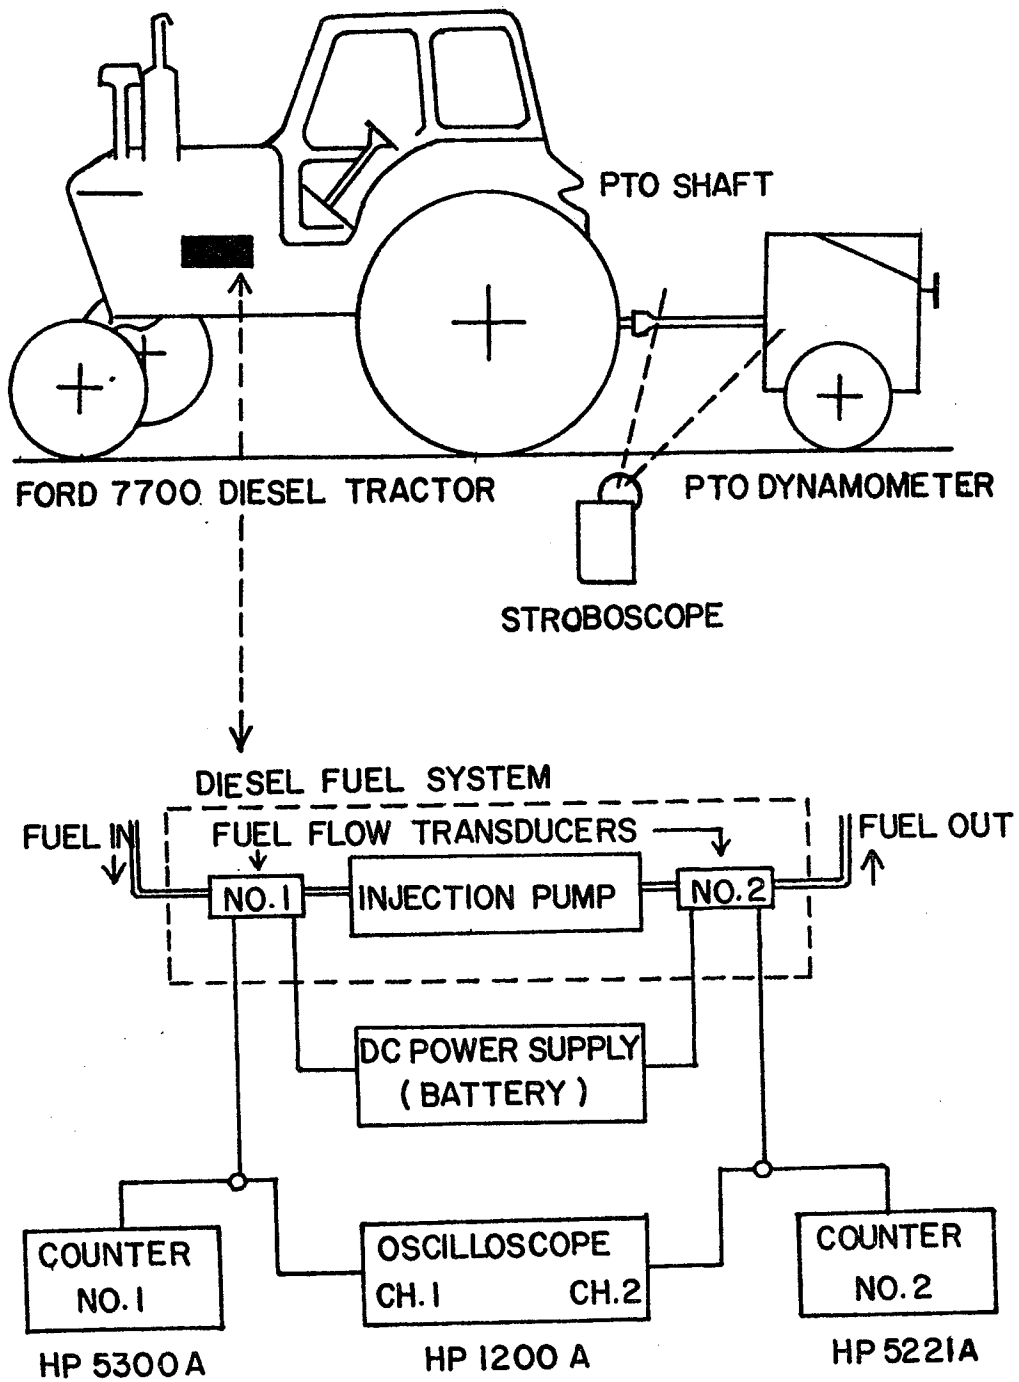 PTO SHAFT
FORD 7700 DIESEL TRACTOR
PTO DYNAMOMETER
STROBOSCOPE
DIESEL FUEL SYSTEM
FUEL IN
FUEL FLOW TRANSDUCERS
FUEL OUT
NO. 1
INJECTION PUMP
NO. 2
DC POWER SUPPLY
( BATTERY )
COUNTER
NO. 1
OSCILLOSCOPE
CH. 1 CH. 2
COUNTER
NO. 2
HP 5300 A
HP 1200 A
HP 5221A